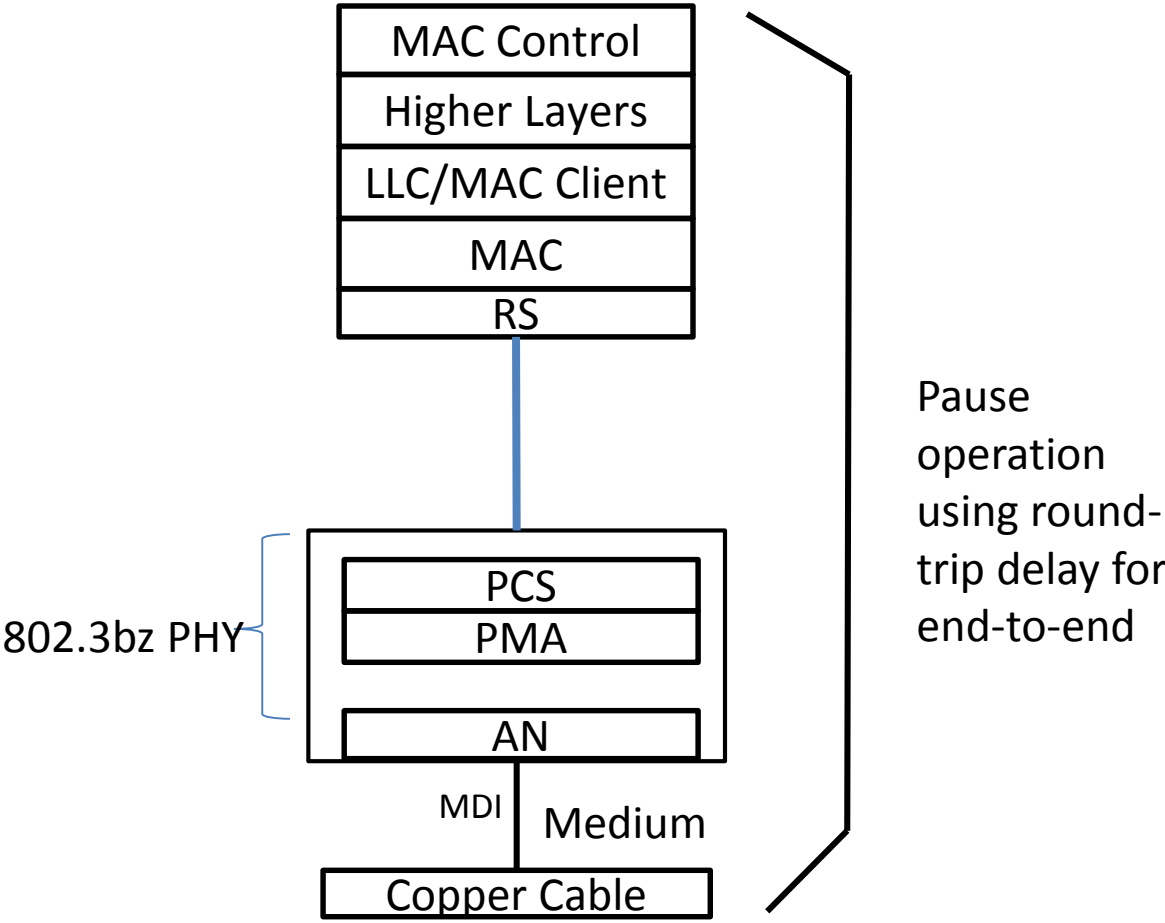 MAC Control
Higher Layers
LLC/MAC Client
MAC
RS
Pause
operation
using round-
trip delay for
end-to-end
802.3bz PHY
PCS
PMA
AN
MDI
Medium
Copper Cable